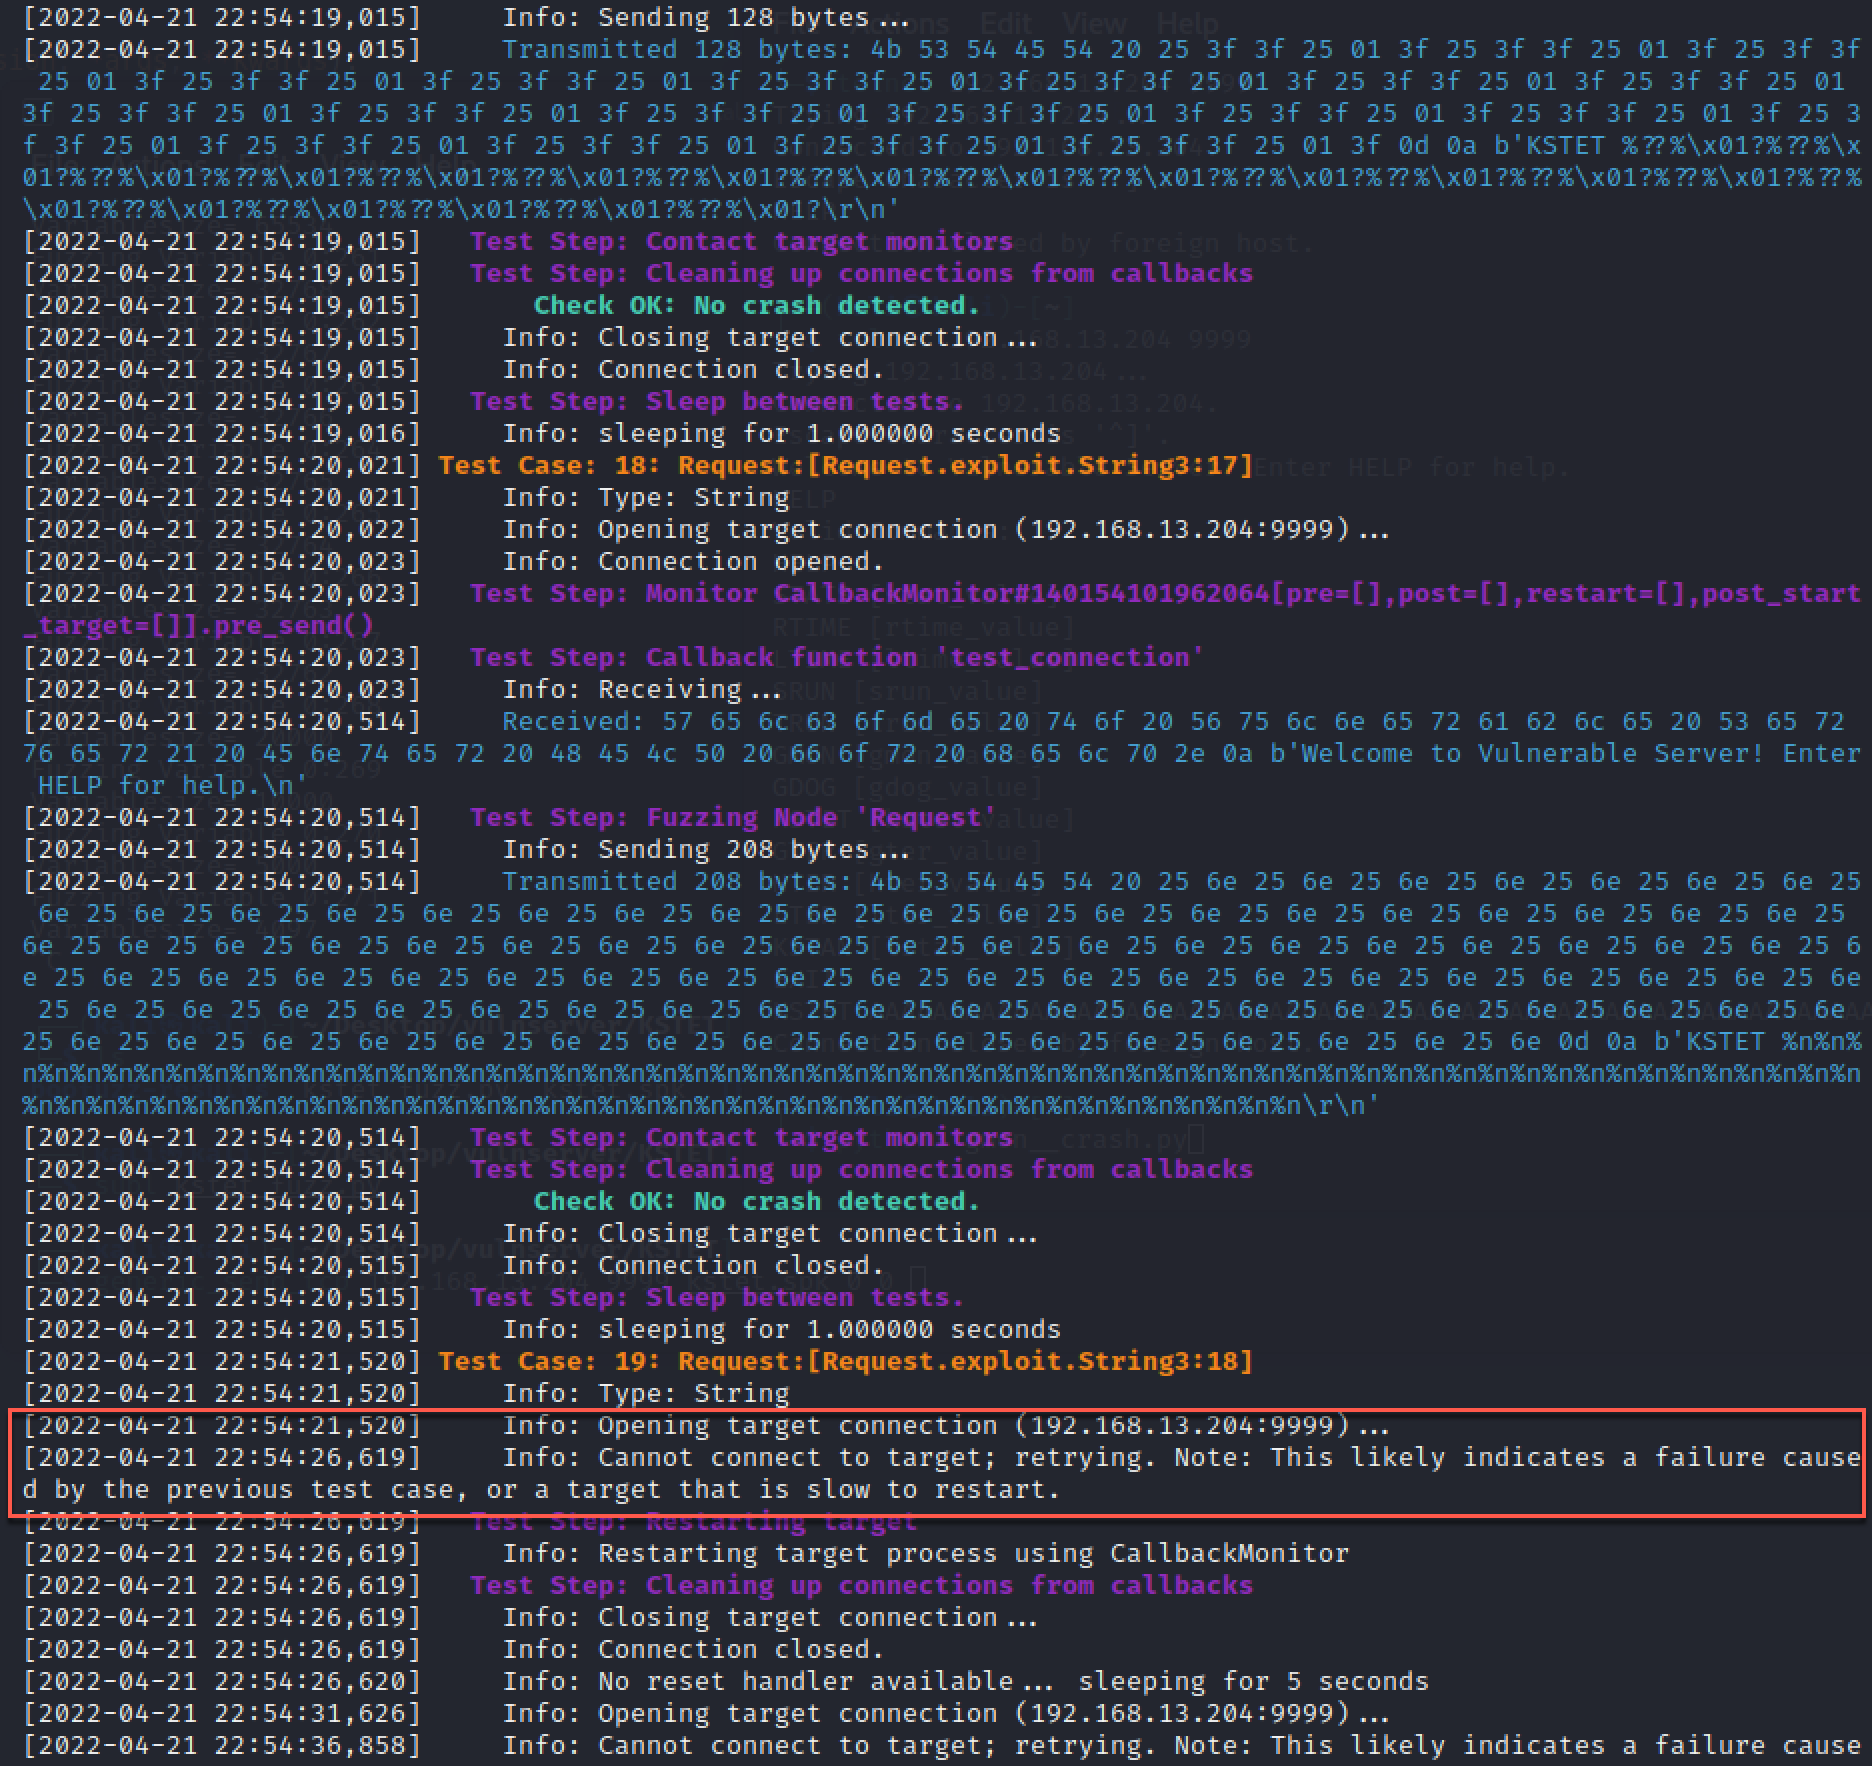 [2022-04-21 22:54:19,015]     Info: Sending 128 bytes...
[2022-04-21 22:54:19,015]     Transmitted 128 bytes: 4b 53 54 45 54 20 25 3f 3f 25 01 3f 25 3f 3f 25 01 3f 25 3f 3f
 25 01 3f 25 3f 3f 25 01 3f 25 3f 3f 25 01 3f 25 3f 3f 25 01 3f 25 3f 3f 25 01 3f 25 3f 3f 25 01 3f 25 3f 3f 25 01
3f 25 3f 3f 25 01 3f 25 3f 3f 25 01 3f 25 3f 3f 25 01 3f 25 3f 3f 25 01 3f 25 3f 3f 25 01 3f 25 3f 3f 25 01 3f 25 3
f 3f 25 01 3f 25 3f 3f 25 01 3f 25 3f 3f 25 01 3f 25 3f 3f 25 01 3f 25 3f 3f 25 01 3f 0d 0a b'KSTET %??%\x01?%??%\x
01?%??%\x01?%??%\x01?%??%\x01?%??%\x01?%??%\x01?%??%\x01?%??%\x01?%??%\x01?%??%\x01?%??%\x01?%??%\x01?%??%\x01?%??%
\x01?%??%\x01?%??%\x01?%??%\x01?%??%\x01?%??%\x01?\r\n'
[2022-04-21 22:54:19,015]   Test Step: Contact target monitors
[2022-04-21 22:54:19,015]   Test Step: Cleaning up connections from callbacks
[2022-04-21 22:54:19,015]       Check OK: No crash detected.
[2022-04-21 22:54:19,015]     Info: Closing target connection...
[2022-04-21 22:54:19,015]     Info: Connection closed.
[2022-04-21 22:54:19,015]   Test Step: Sleep between tests.
[2022-04-21 22:54:19,016]     Info: sleeping for 1.000000 seconds
[2022-04-21 22:54:20,021] Test Case: 18: Request:[Request.exploit.String3:17]
[2022-04-21 22:54:20,021]     Info: Type: String
[2022-04-21 22:54:20,022]     Info: Opening target connection (192.168.13.204:9999)...
[2022-04-21 22:54:20,023]     Info: Connection opened.
[2022-04-21 22:54:20,023]   Test Step: Monitor CallbackMonitor#140154101962064[pre=[],post=[],restart=[],post_start
_target=[]].pre_send()
[2022-04-21 22:54:20,023]   Test Step: Callback function 'test_connection'
[2022-04-21 22:54:20,023]     Info: Receiving...
[2022-04-21 22:54:20,514]     Received: 57 65 6c 63 6f 6d 65 20 74 6f 20 56 75 6c 6e 65 72 61 62 6c 65 20 53 65 72
76 65 72 21 20 45 6e 74 65 72 20 48 45 4c 50 20 66 6f 72 20 68 65 6c 70 2e 0a b'Welcome to Vulnerable Server! Enter
 HELP for help.\n'
[2022-04-21 22:54:20,514]   Test Step: Fuzzing Node 'Request'
[2022-04-21 22:54:20,514]     Info: Sending 208 bytes...
[2022-04-21 22:54:20,514]     Transmitted 208 bytes: 4b 53 54 45 54 20 25 6e 25 6e 25 6e 25 6e 25 6e 25 6e 25 6e 25
 6e 25 6e 25 6e 25 6e 25 6e 25 6e 25 6e 25 6e 25 6e 25 6e 25 6e 25 6e 25 6e 25 6e 25 6e 25 6e 25 6e 25 6e 25 6e 25
6e 25 6e 25 6e 25 6e 25 6e 25 6e 25 6e 25 6e 25 6e 25 6e 25 6e 25 6e 25 6e 25 6e 25 6e 25 6e 25 6e 25 6e 25 6e 25 6
e 25 6e 25 6e 25 6e 25 6e 25 6e 25 6e 25 6e 25 6e 25 6e 25 6e 25 6e 25 6e 25 6e 25 6e 25 6e 25 6e 25 6e 25 6e 25 6e
 25 6e 25 6e 25 6e 25 6e 25 6e 25 6e 25 6e 25 6e 25 6e 25 6e 25 6e 25 6e 25 6e 25 6e 25 6e 25 6e 25 6e 25 6e 25 6e
25 6e 25 6e 25 6e 25 6e 25 6e 25 6e 25 6e 25 6e 25 6e 25 6e 25 6e 25 6e 25 6e 25 6e 25 6e 25 6e 0d 0a b'KSTET %n%n%
n%n%n%n%n%n%n%n%n%n%n%n%n%n%n%n%n%n%n%n%n%n%n%n%n%n%n%n%n%n%n%n%n%n%n%n%n%n%n%n%n%n%n%n%n%n%n%n%n%n%n%n%n%n%n%n%n%n
%n%n%n%n%n%n%n%n%n%n%n%n%n%n%n%n%n%n%n%n%n%n%n%n%n%n%n%n%n%n%n%n%n%n%n%n%n%n%n%n\r\n'
[2022-04-21 22:54:20,514]   Test Step: Contact target monitors
[2022-04-21 22:54:20,514]   Test Step: Cleaning up connections from callbacks
[2022-04-21 22:54:20,514]       Check OK: No crash detected.
[2022-04-21 22:54:20,514]     Info: Closing target connection...
[2022-04-21 22:54:20,515]     Info: Connection closed.
[2022-04-21 22:54:20,515]   Test Step: Sleep between tests.
[2022-04-21 22:54:20,515]     Info: sleeping for 1.000000 seconds
[2022-04-21 22:54:21,520] Test Case: 19: Request:[Request.exploit.String3:18]
[2022-04-21 22:54:21,520]     Info: Type: String
[2022-04-21 22:54:21,520]     Info: Opening target connection (192.168.13.204:9999)...
[2022-04-21 22:54:26,619]     Info: Cannot connect to target; retrying. Note: This likely indicates a failure cause
d by the previous test case, or a target that is slow to restart.
[2022-04-21 22:54:26,619]   Test Step: Restarting target
[2022-04-21 22:54:26,619]     Info: Restarting target process using CallbackMonitor
[2022-04-21 22:54:26,619]   Test Step: Cleaning up connections from callbacks
[2022-04-21 22:54:26,619]     Info: Closing target connection...
[2022-04-21 22:54:26,619]     Info: Connection closed.
[2022-04-21 22:54:26,620]     Info: No reset handler available... sleeping for 5 seconds
[2022-04-21 22:54:31,626]     Info: Opening target connection (192.168.13.204:9999)...
[2022-04-21 22:54:36,858]     Info: Cannot connect to target; retrying. Note: This likely indicates a failure cause